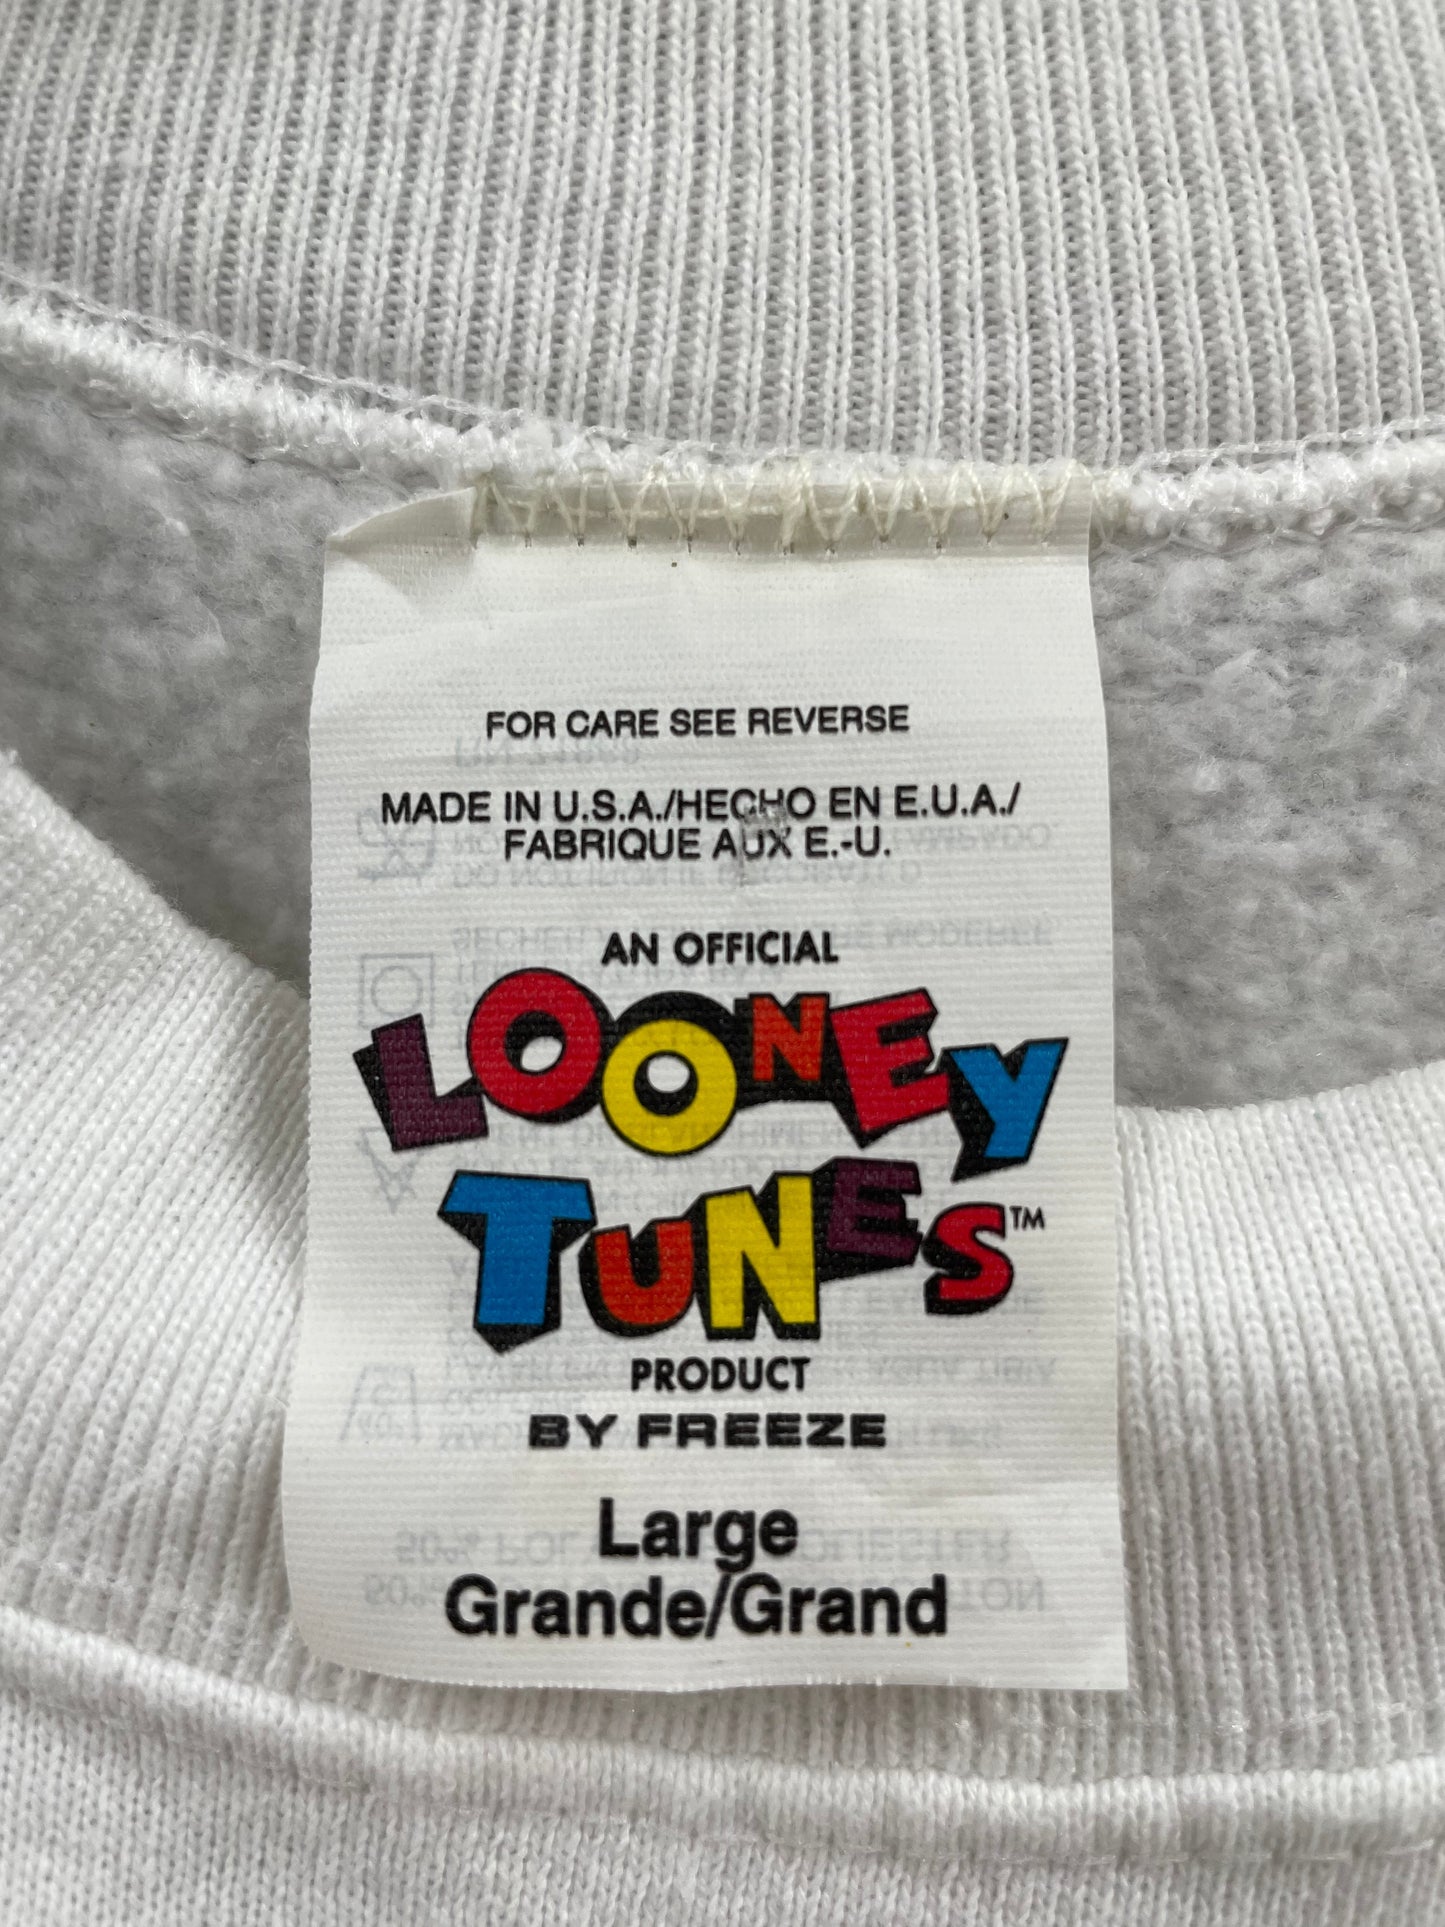 FOR CARE SEE REVERSE
MADE IN U.S.A./HECHO EN E.U.A./
FABRIQUE AUX E.-U.
AN OFFICIAL
LOONEY
TUNES™
PRODUCT
BY FREEZE
Large
Grande/Grand